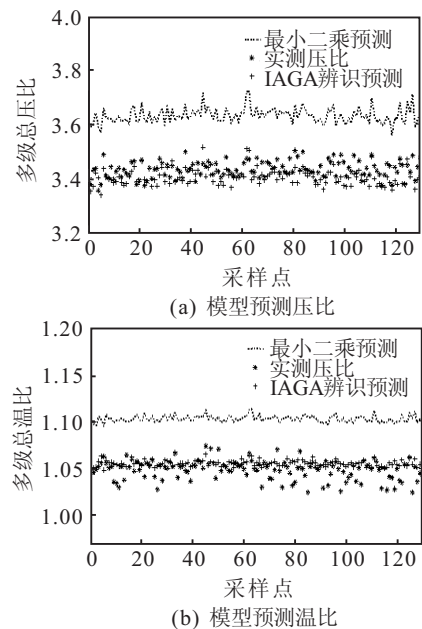 4.0
3.8
3.6
3.4
3.2
多级总压比
最小二乘预测
实测压比
IAGA辨识预测
0 20 40 60 80 100 120
采样点
(a) 模型预测压比
1.20
1.15
1.10
1.05
1.00
多级总温比
最小二乘预测
实测压比
IAGA辨识预测
0 20 40 60 80 100 120
采样点
(b) 模型预测温比